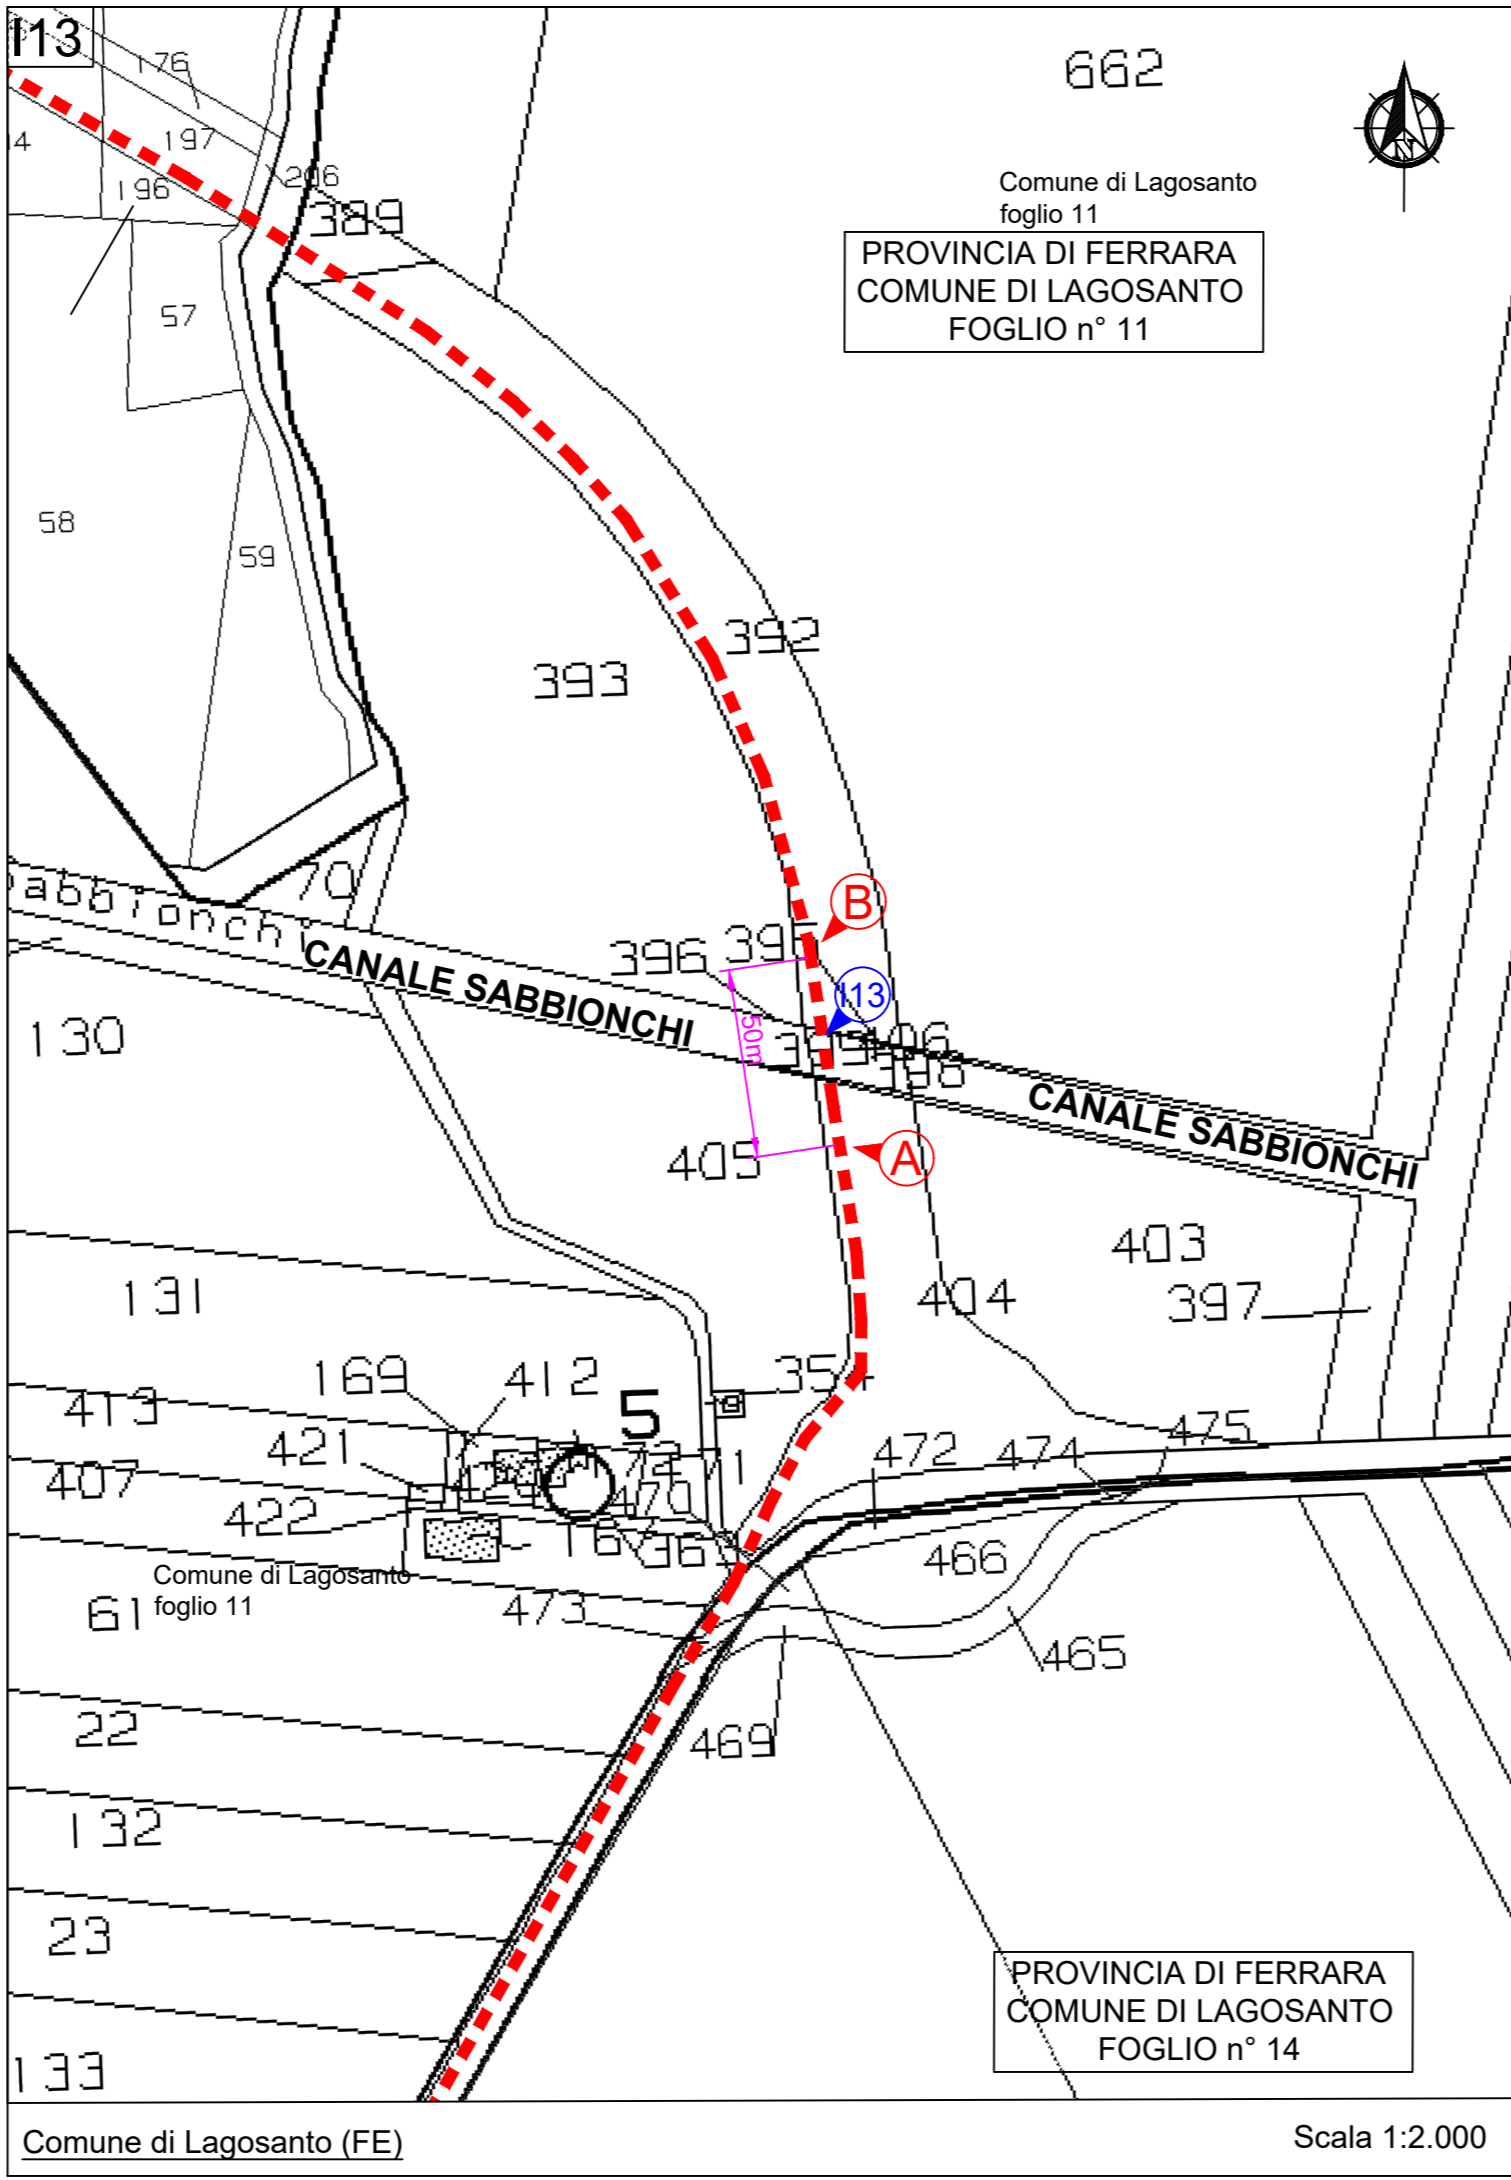 I13
176
662
14
197
206
196
389
N
Comune di Lagosanto
foglio 11
PROVINCIA DI FERRARA
COMUNE DI LAGOSANTO
FOGLIO n° 11
57
58
59
392
393
70
B
396
I13
CANALE SABBIONCHI
130
50m
CANALE SABBIONCHI
405
A
403
131
404
397
169
412
354
413
5
421
472
474
475
407
422
466
Comune di Lagosanto
foglio 11
61
473
465
22
469
132
23
PROVINCIA DI FERRARA
COMUNE DI LAGOSANTO
FOGLIO n° 14
133
Comune di Lagosanto (FE)
Scala 1:2.000